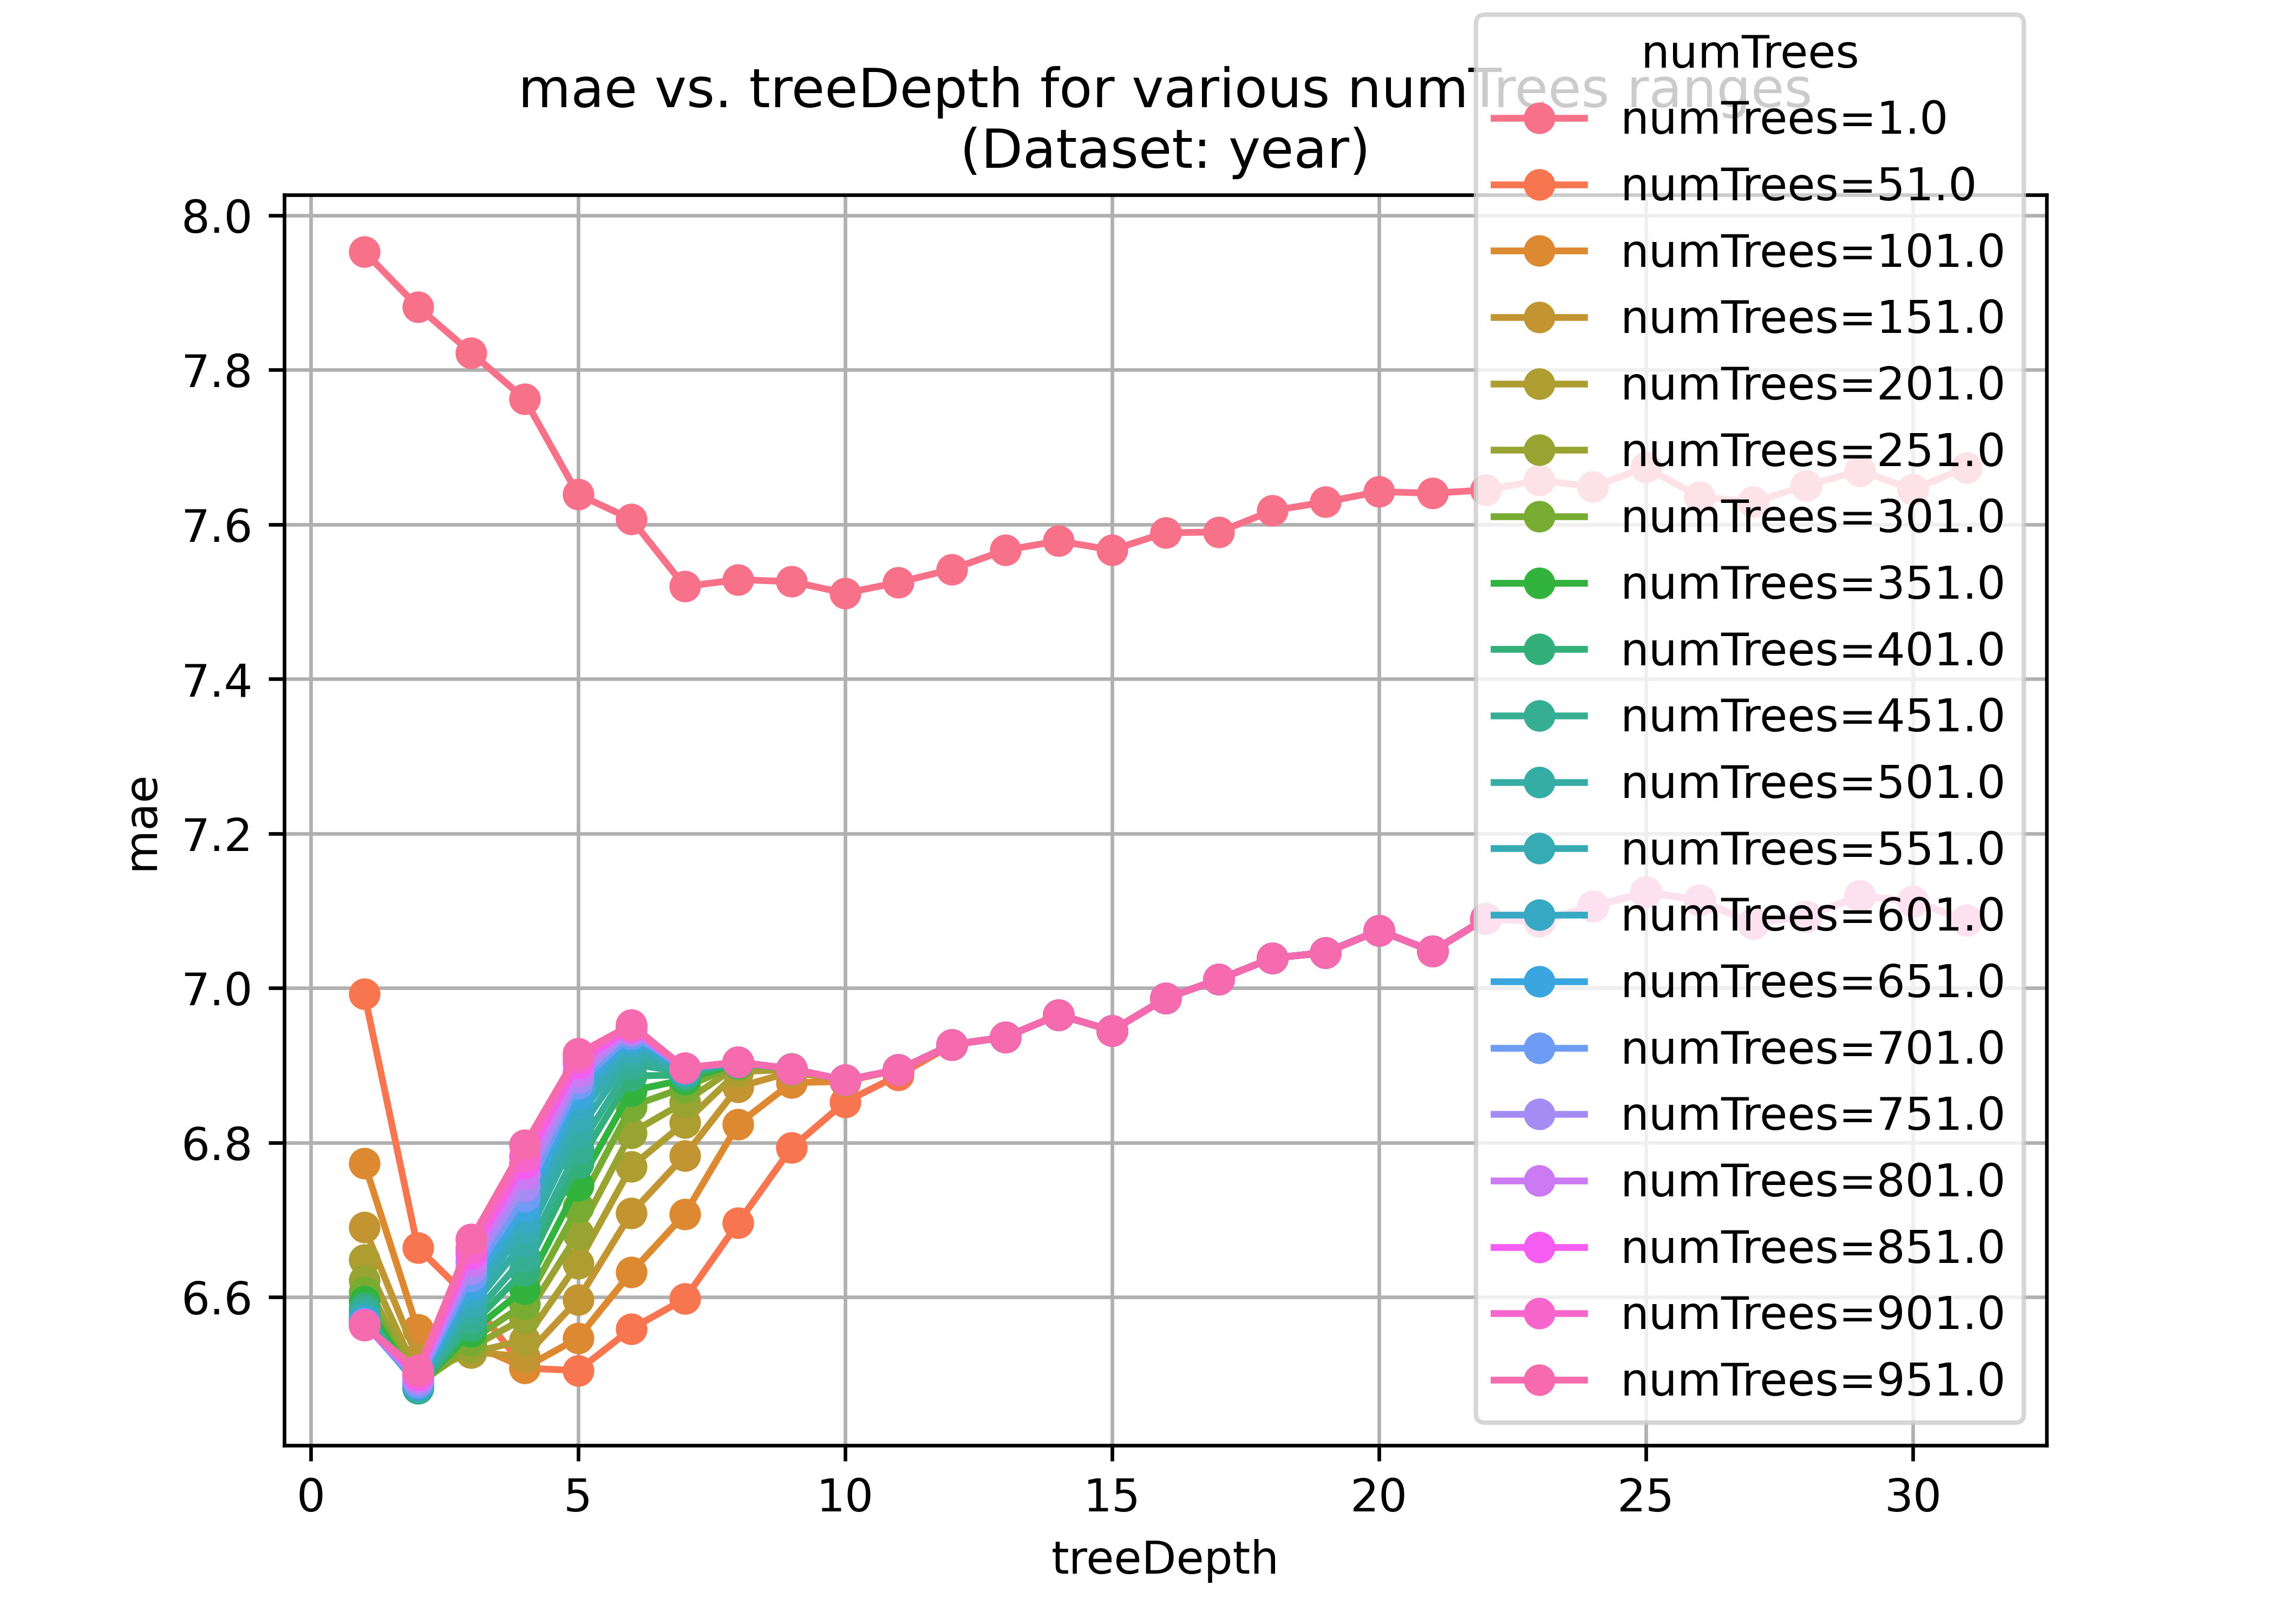 mae vs. treeDepth for various numTrees ranges
(Dataset: year)
numTrees
numTrees=1.0
numTrees=51.0
numTrees=101.0
numTrees=151.0
numTrees=201.0
numTrees=251.0
numTrees=301.0
numTrees=351.0
numTrees=401.0
numTrees=451.0
numTrees=501.0
numTrees=551.0
numTrees=601.0
numTrees=651.0
numTrees=701.0
numTrees=751.0
numTrees=801.0
numTrees=851.0
numTrees=901.0
numTrees=951.0
8.0
7.8
7.6
7.4
7.2
7.0
6.8
6.6
mae
0 5 10 15 20 25 30
treeDepth